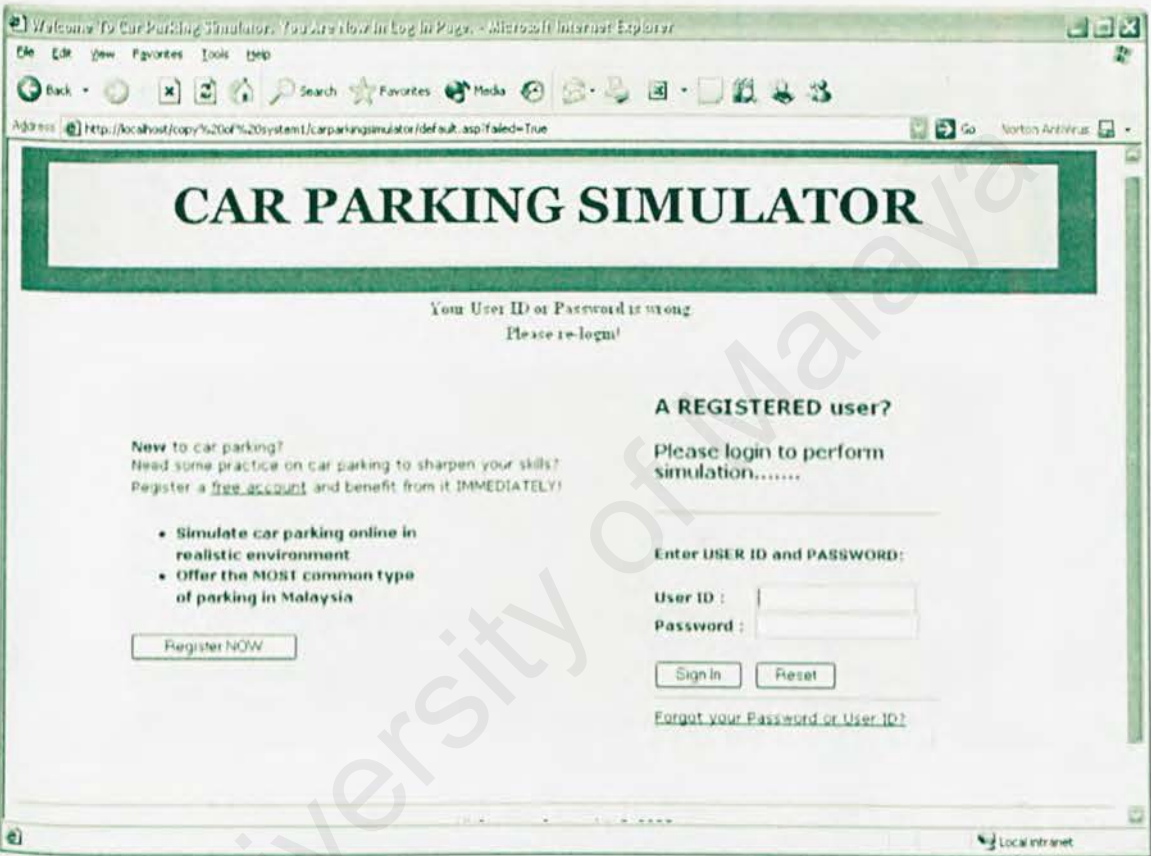 Welcome To Car Parking Simulator. You Are Now In Log In Page. - Microsoft Internet Explorer
File Edit View Favorites Tools Help
Back Search Favorites Media
Address http://localhost/copy%20of%20system1/carparkingsimulator/default.asp?failed=True Go Norton AntiVirus
CAR PARKING SIMULATOR
Your User ID or Password is wrong
Please re-login!
A REGISTERED user?
Please login to perform
simulation.......
New to car parking?
Need some practice on car parking to sharpen your skills?
Register a free account and benefit from it IMMEDIATELY!
• Simulate car parking online in
realistic environment
• Offer the MOST common type
of parking in Malaysia
Register NOW
Enter USER ID and PASSWORD:
User ID :
Password :
Sign In Reset
Forgot your Password or User ID?
Local intranet
University of Malaya